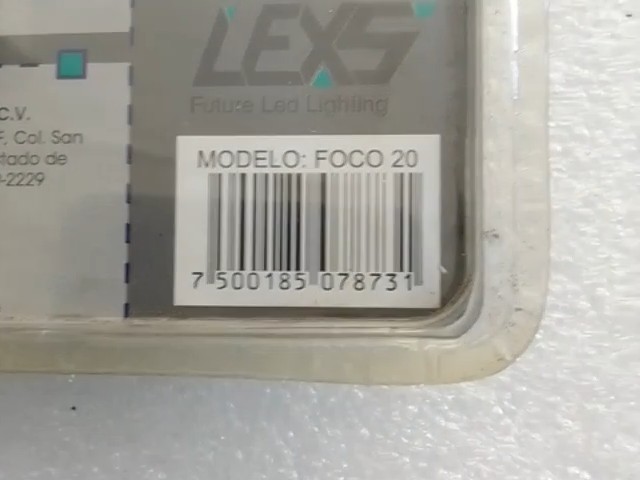 LEXS
Future Led Lighting
C.V.
F, Col. San
tado de
-2229
MODELO: FOCO 20
7 500185 078731